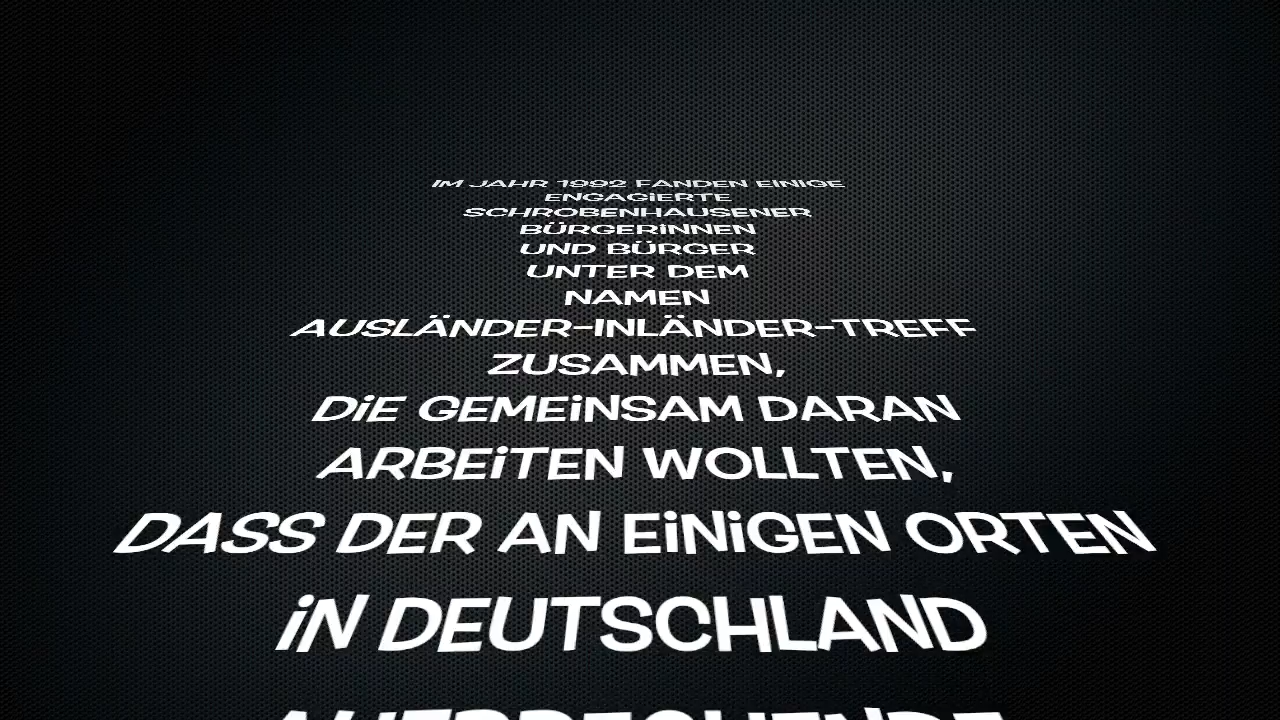 IM JAHR 1992 FANDEN EINIGE
ENGAGIERTE
SCHROBENHAUSENER
BÜRGERINNEN
UND BÜRGER
UNTER DEM
NAMEN
AUSLÄNDER-INLÄNDER-TREFF
ZUSAMMEN,
DIE GEMEINSAM DARAN
ARBEITEN WOLLTEN,
DASS DER AN EINIGEN ORTEN
IN DEUTSCHLAND